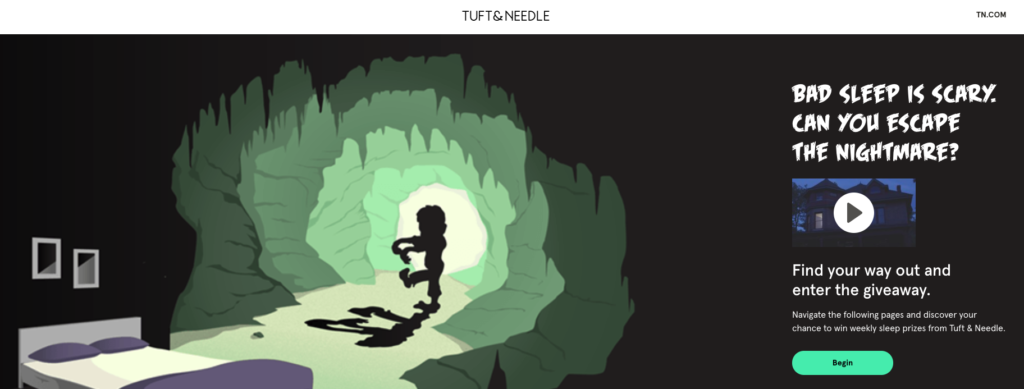 TUFT&NEEDLE
TN.COM
BAD SLEEP IS SCARY.
CAN YOU ESCAPE
THE NIGHTMARE?
Find your way out and
enter the giveaway.
Navigate the following pages and discover your
chance to win weekly sleep prizes from Tuft & Needle.
Begin